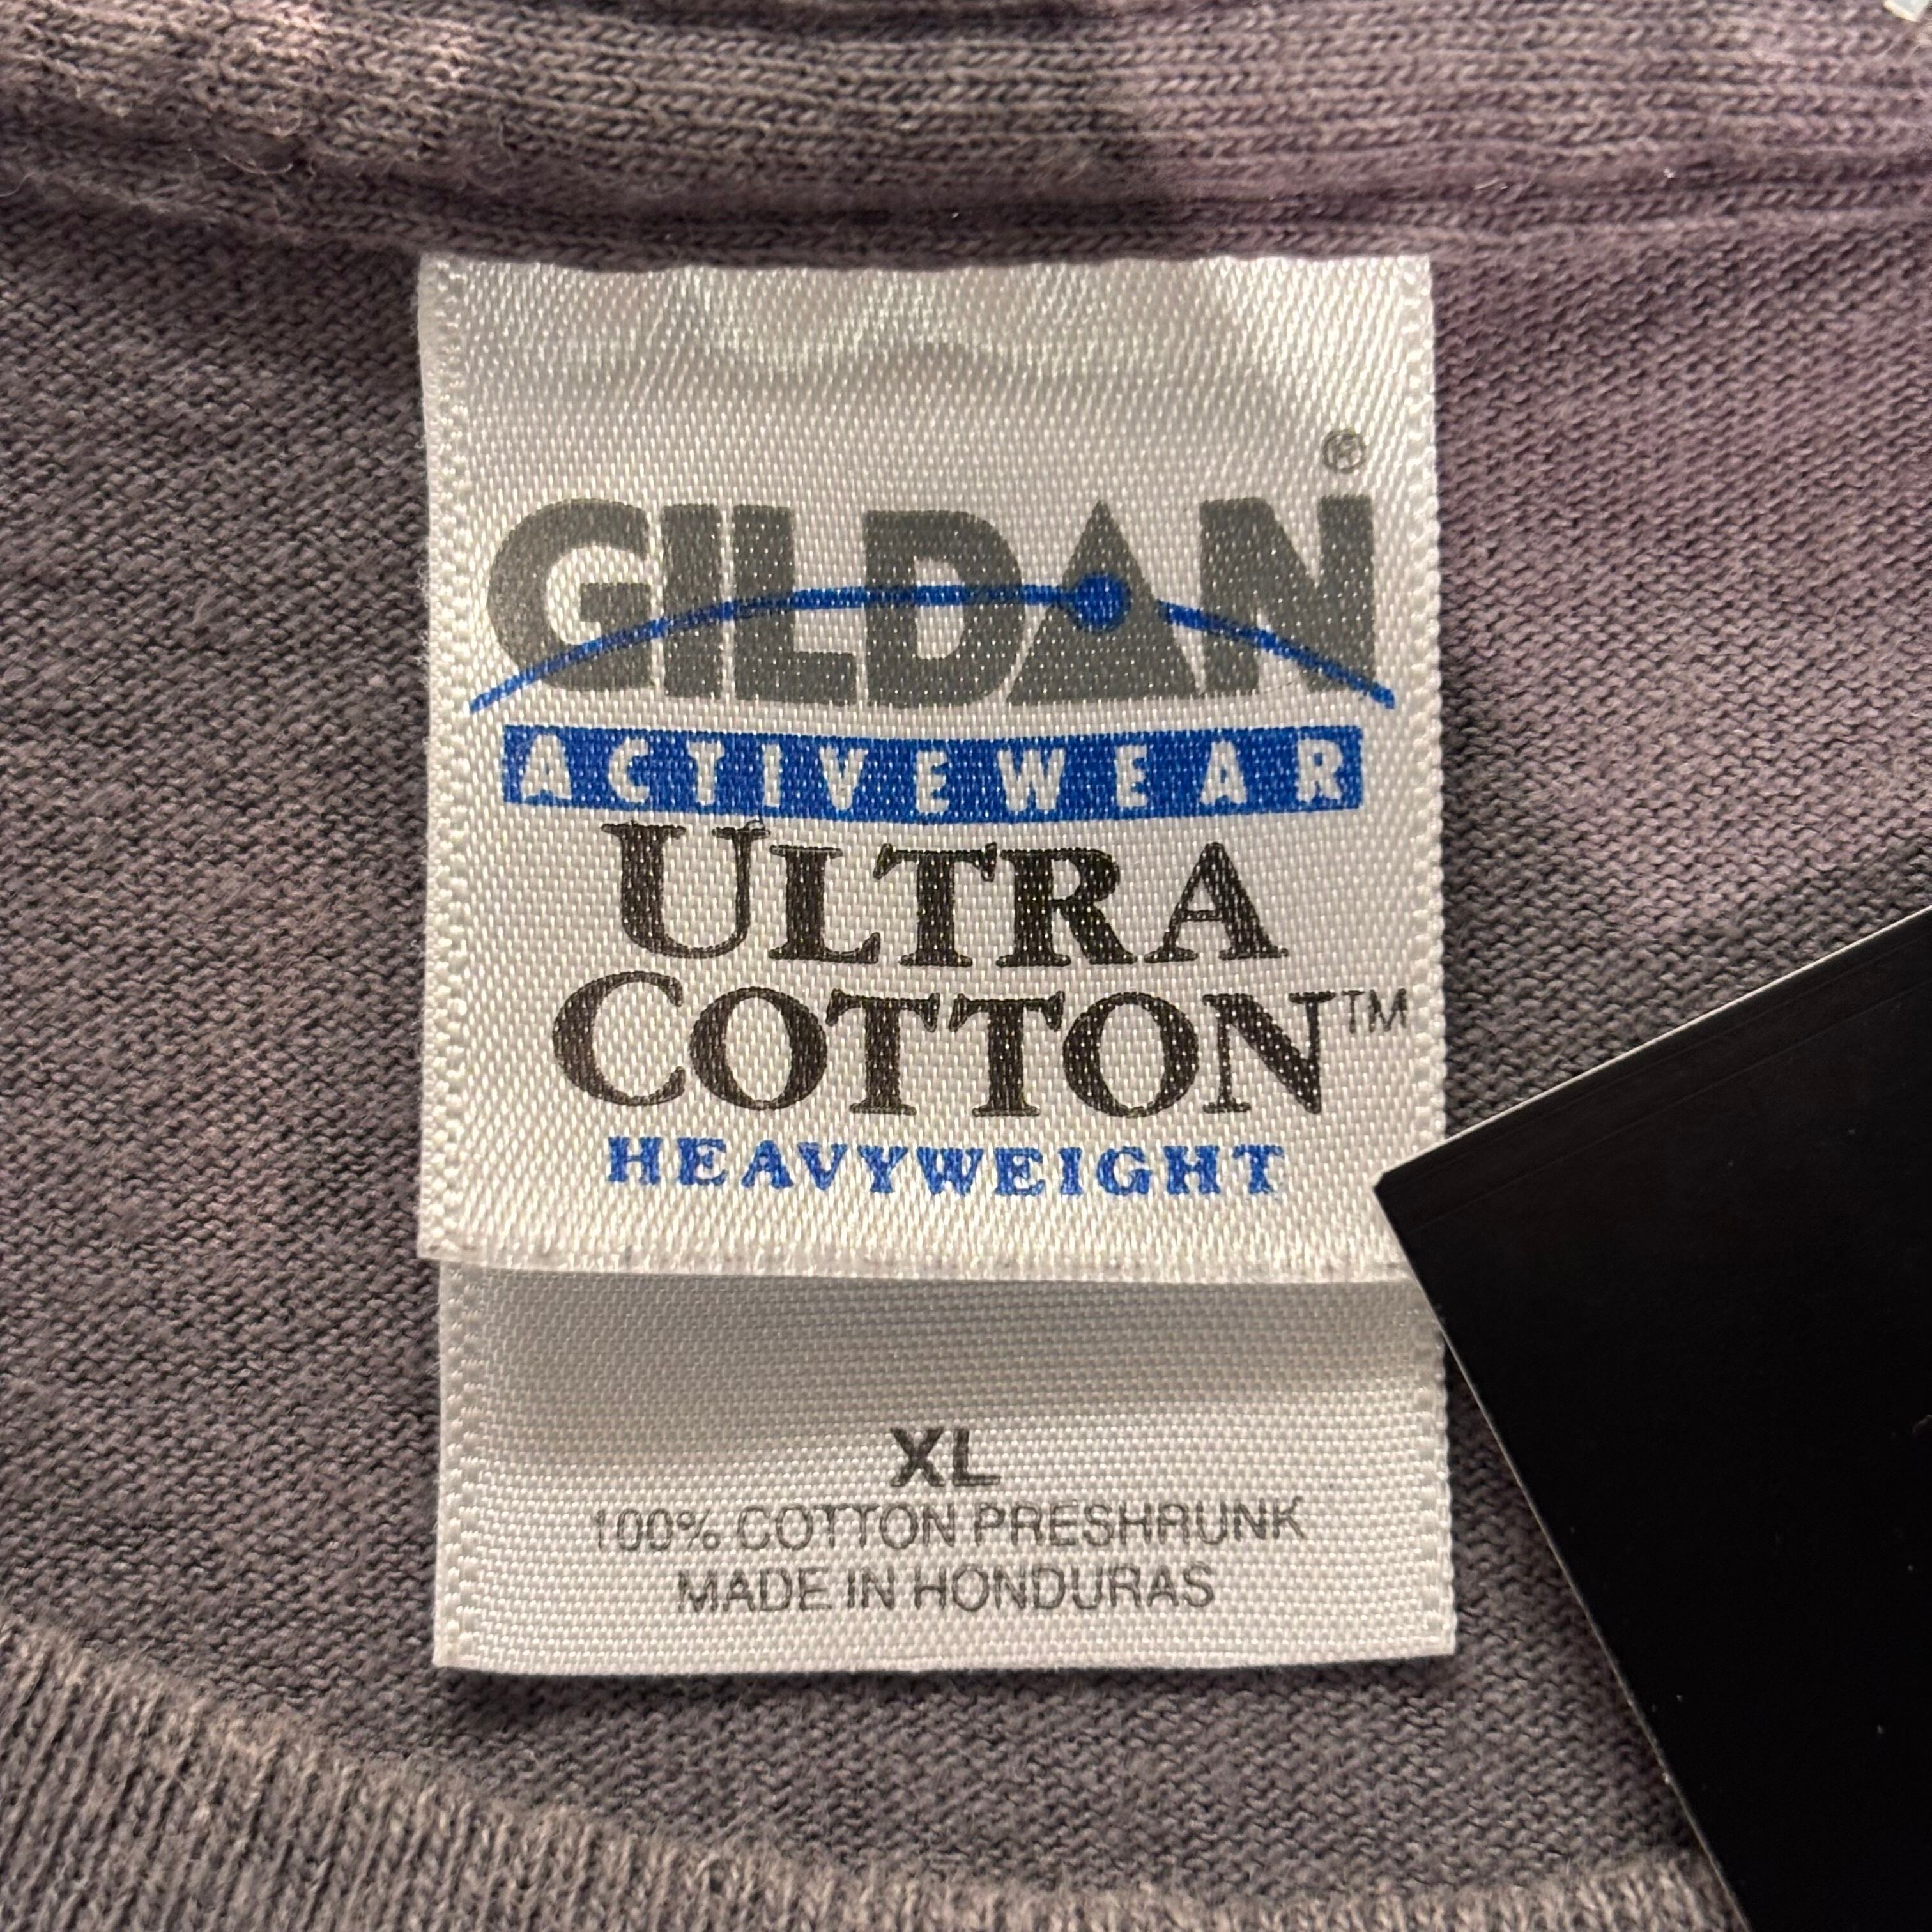 GILDAN®
ACTIVEWEAR
ULTRA
COTTON™
HEAVYWEIGHT
XL
100% COTTON PRESHRUNK
MADE IN HONDURAS